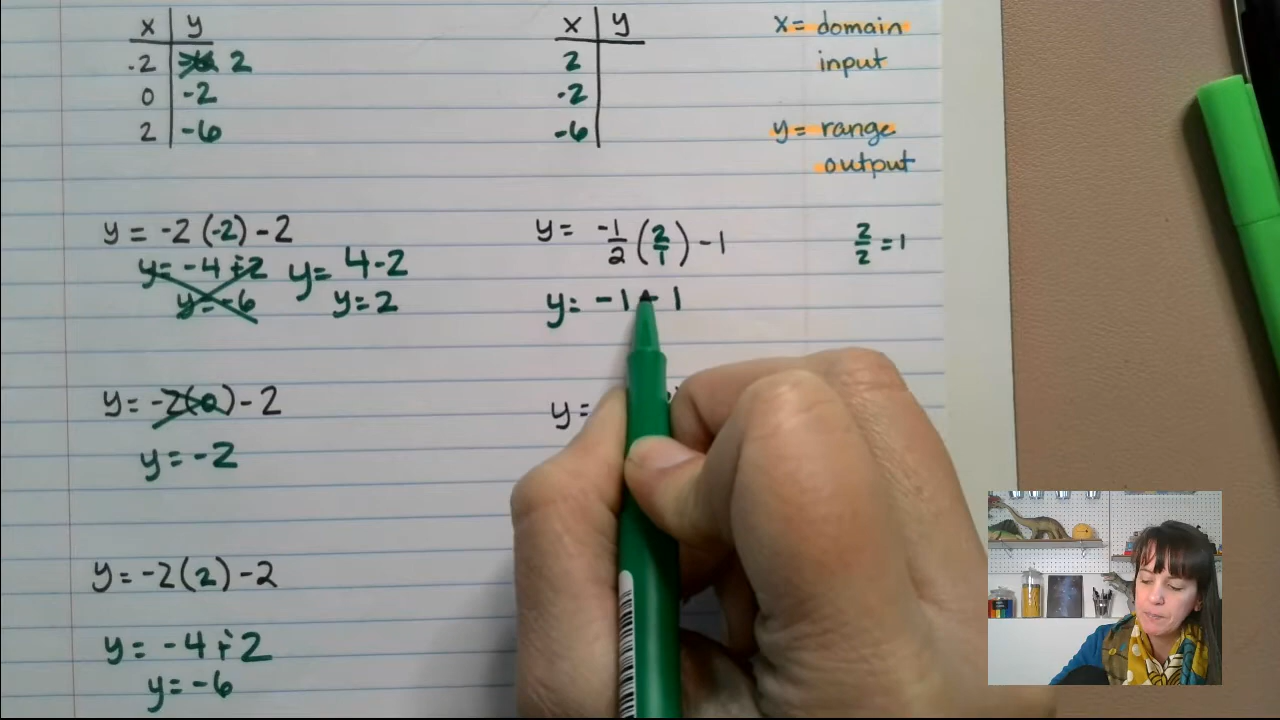 x y
-2 2
0 -2
2 -6
x y
2
-2
-6
x = domain
input
y = range
output
y = -2 (-2) - 2
y = -4 + -2
y = -6
y = 4 - 2
y = 2
y = -2(0) - 2
y = -2
y = -2(2) - 2
y = -4 + -2
y = -6
y = -1/2 (2/1) - 1
2/2 = 1
y = -1 - 1
y =